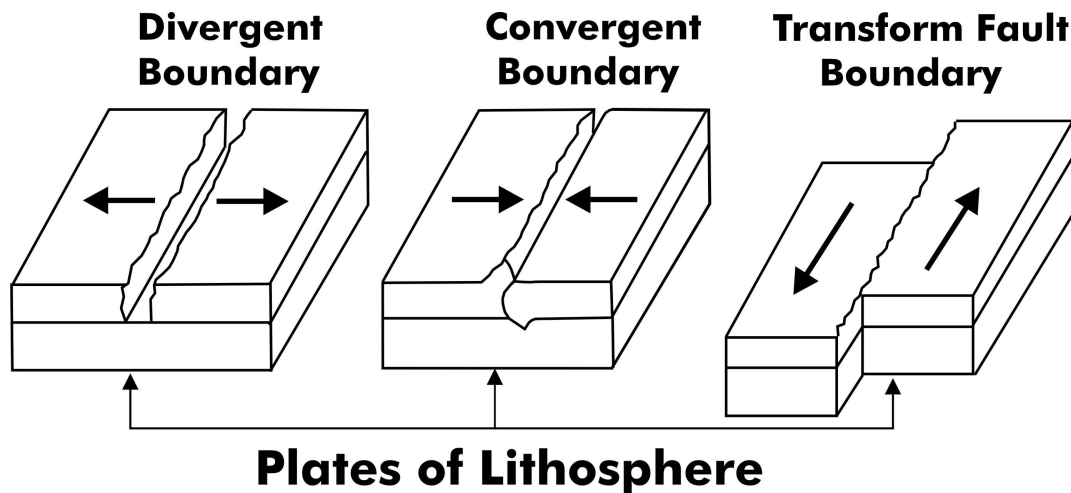 Divergent
Boundary
Convergent
Boundary
Transform Fault
Boundary
Plates of Lithosphere